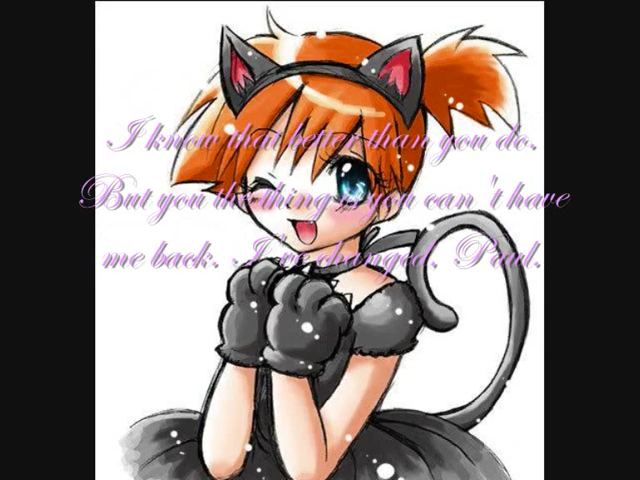 I know that better than you do.
But you the thing is you can't have
me back. I've changed. Paul.